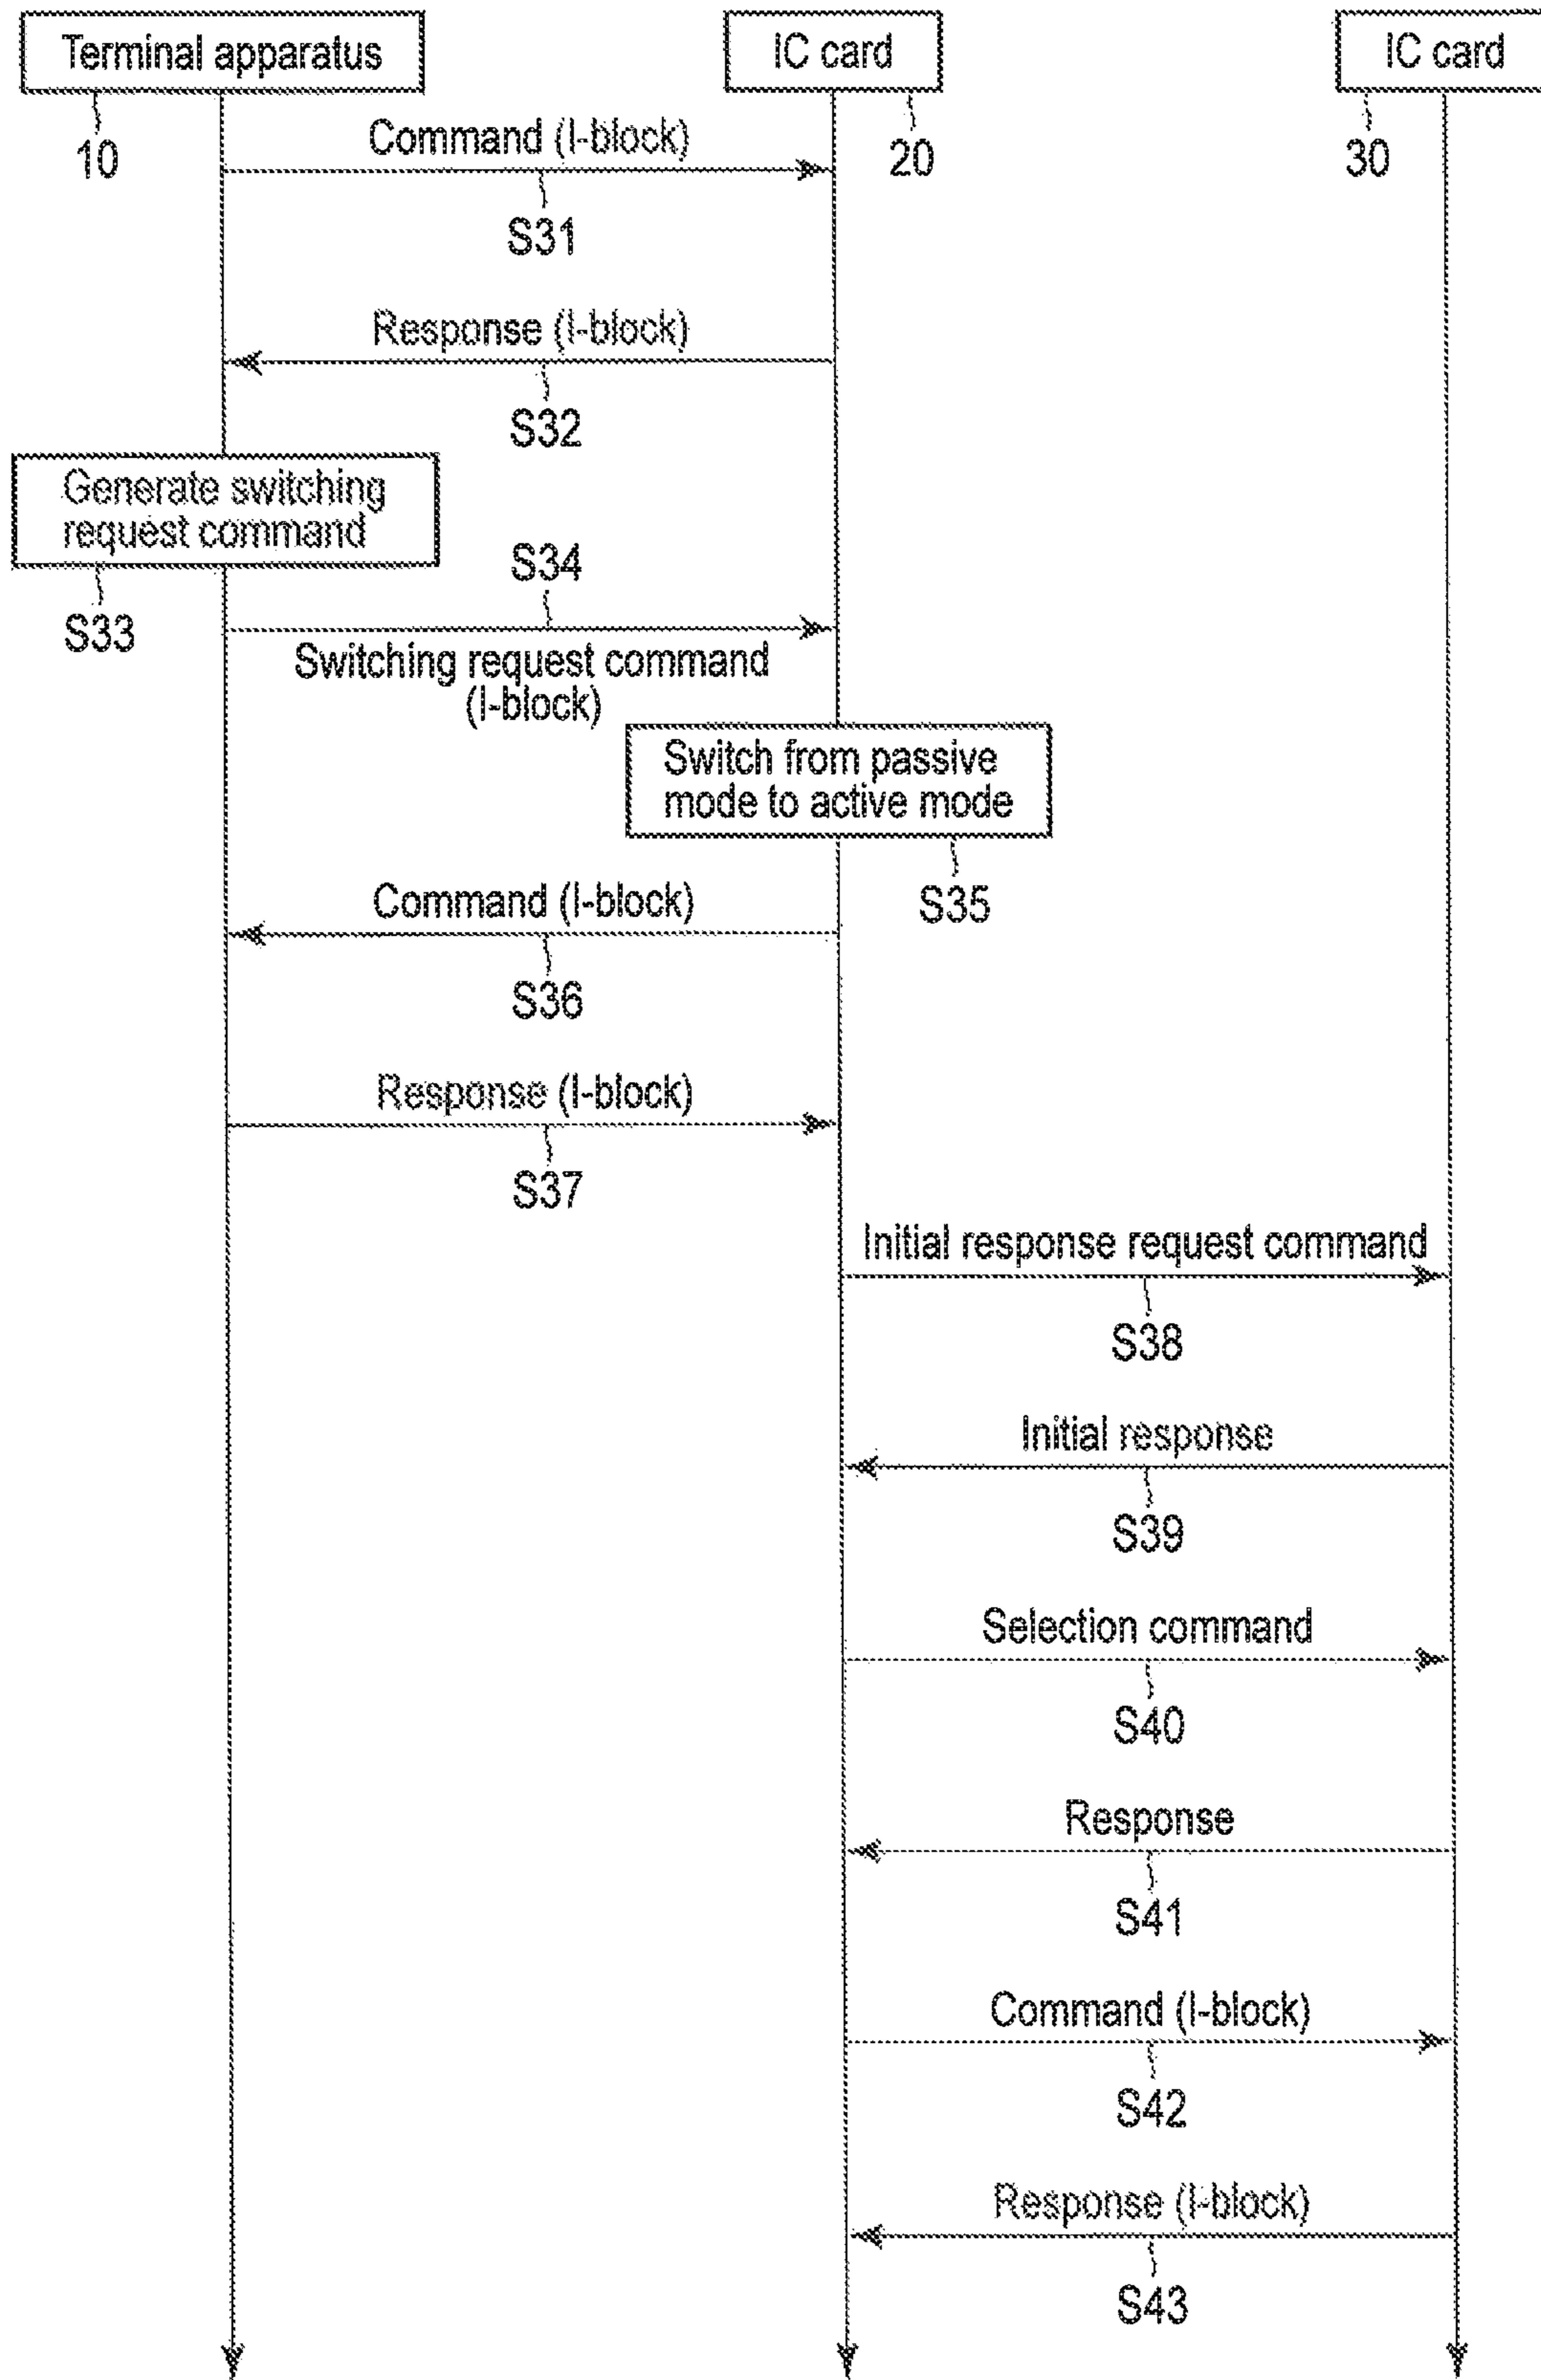 Terminal apparatus
IC card
IC card
10
20
30
Command (I-block)
S31
Response (I-block)
S32
Generate switching
request command
S33
S34
Switching request command
(I-block)
Switch from passive
mode to active mode
S35
Command (I-block)
S36
Response (I-block)
S37
Initial response request command
S38
Initial response
S39
Selection command
S40
Response
S41
Command (I-block)
S42
Response (I-block)
S43